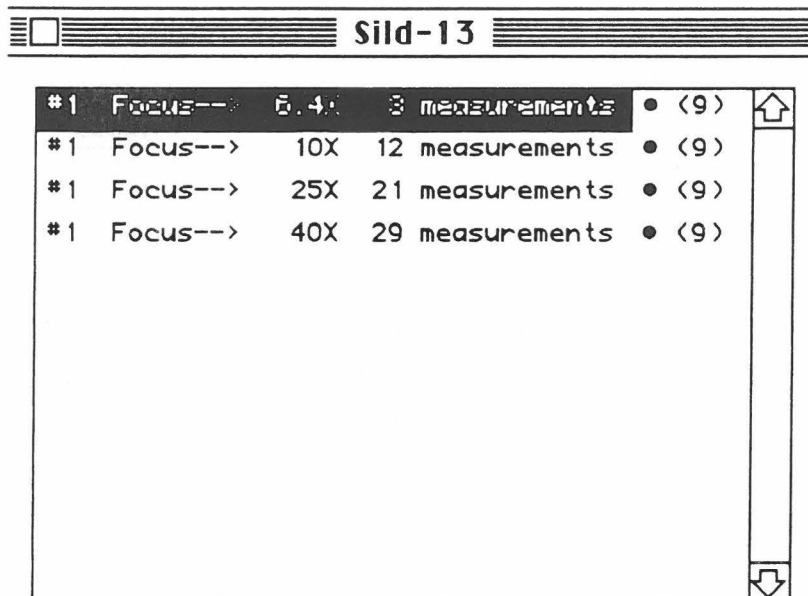 Sild-13
#1 Focus--> 6.4X 8 measurements • (9)
#1 Focus--> 10X 12 measurements • (9)
#1 Focus--> 25X 21 measurements • (9)
#1 Focus--> 40X 29 measurements • (9)